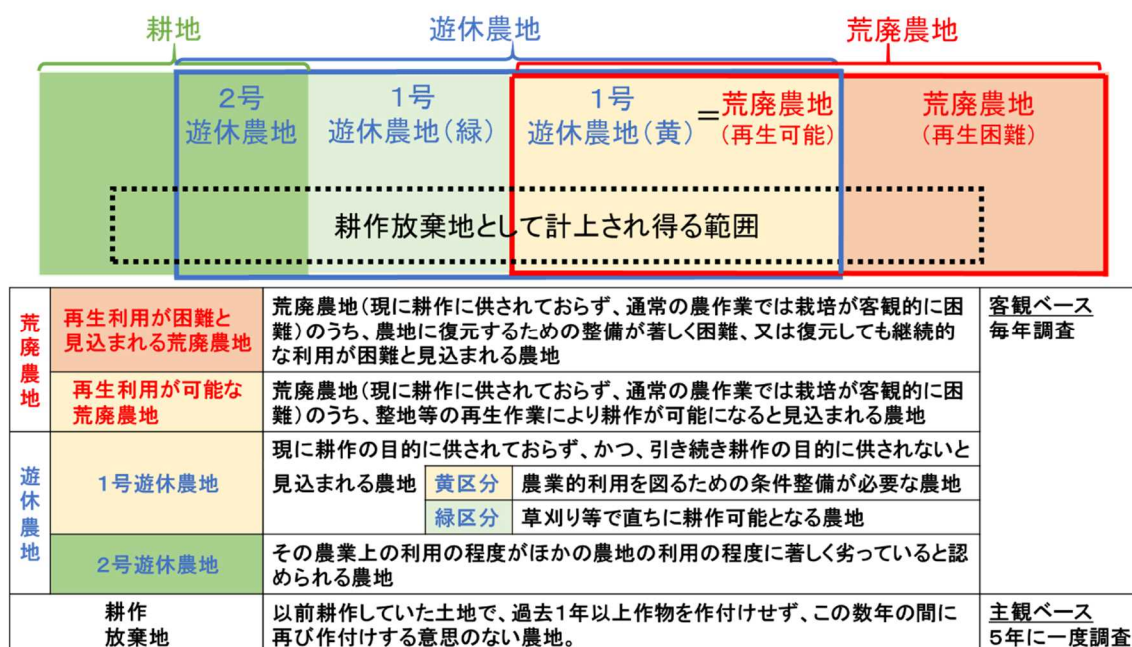 耕地
遊休農地
荒廃農地
2号
遊休農地
1号
遊休農地(緑)
1号
遊休農地(黄)
=
荒廃農地
(再生可能)
荒廃農地
(再生困難)
耕作放棄地として計上され得る範囲
荒廃農地
再生利用が困難と
見込まれる荒廃農地
荒廃農地(現に耕作に供されておらず、通常の農作業では栽培が客観的に困
難)のうち、農地に復元するための整備が著しく困難、又は復元しても継続的
な利用が困難と見込まれる農地
客観ベース
毎年調査
再生利用が可能な
荒廃農地
荒廃農地(現に耕作に供されておらず、通常の農作業では栽培が客観的に困
難)のうち、整地等の再生作業により耕作が可能になると見込まれる農地
遊休農地
1号遊休農地
現に耕作の目的に供されておらず、かつ、引き続き耕作の目的に供されないと
見込まれる農地
黄区分
農業的利用を図るための条件整備が必要な農地
緑区分
草刈り等で直ちに耕作可能となる農地
2号遊休農地
その農業上の利用の程度がほかの農地の利用の程度に著しく劣っていると認
められる農地
耕作
放棄地
以前耕作していた土地で、過去1年以上作物を作付けせず、この数年の間に
再び作付けする意思のない農地。
主観ベース
5年に一度調査